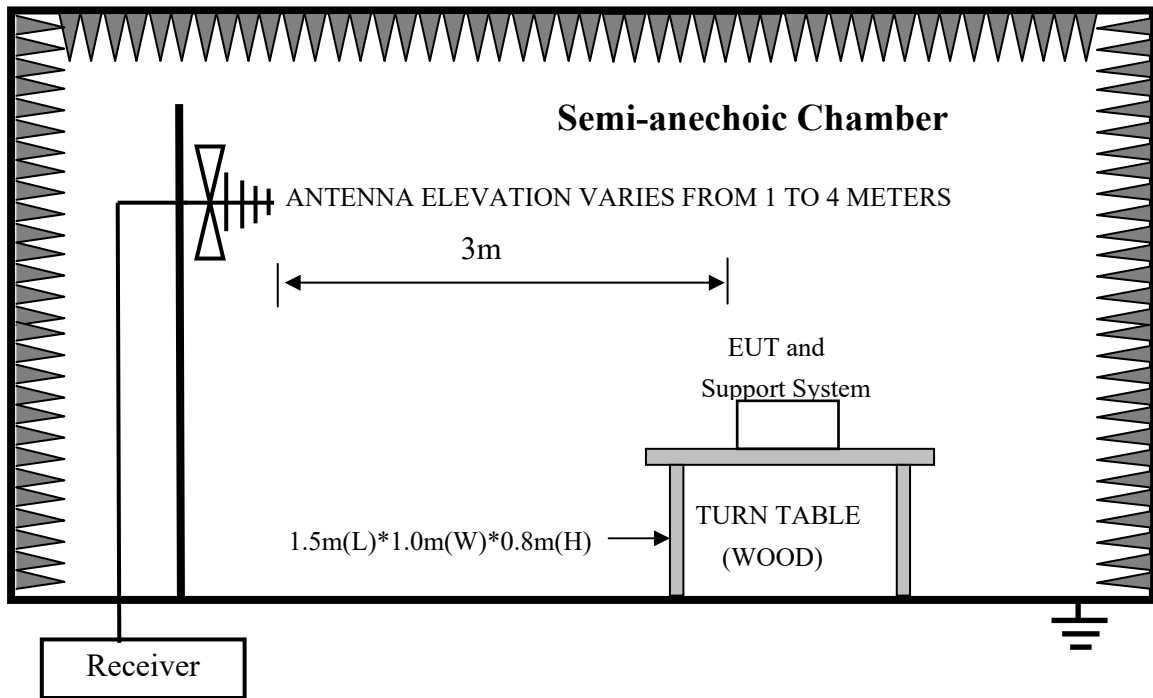 Semi-anechoic Chamber
ANTENNA ELEVATION VARIES FROM 1 TO 4 METERS
3m
EUT and
Support System
1.5m(L)*1.0m(W)*0.8m(H)
TURN TABLE
(WOOD)
Receiver